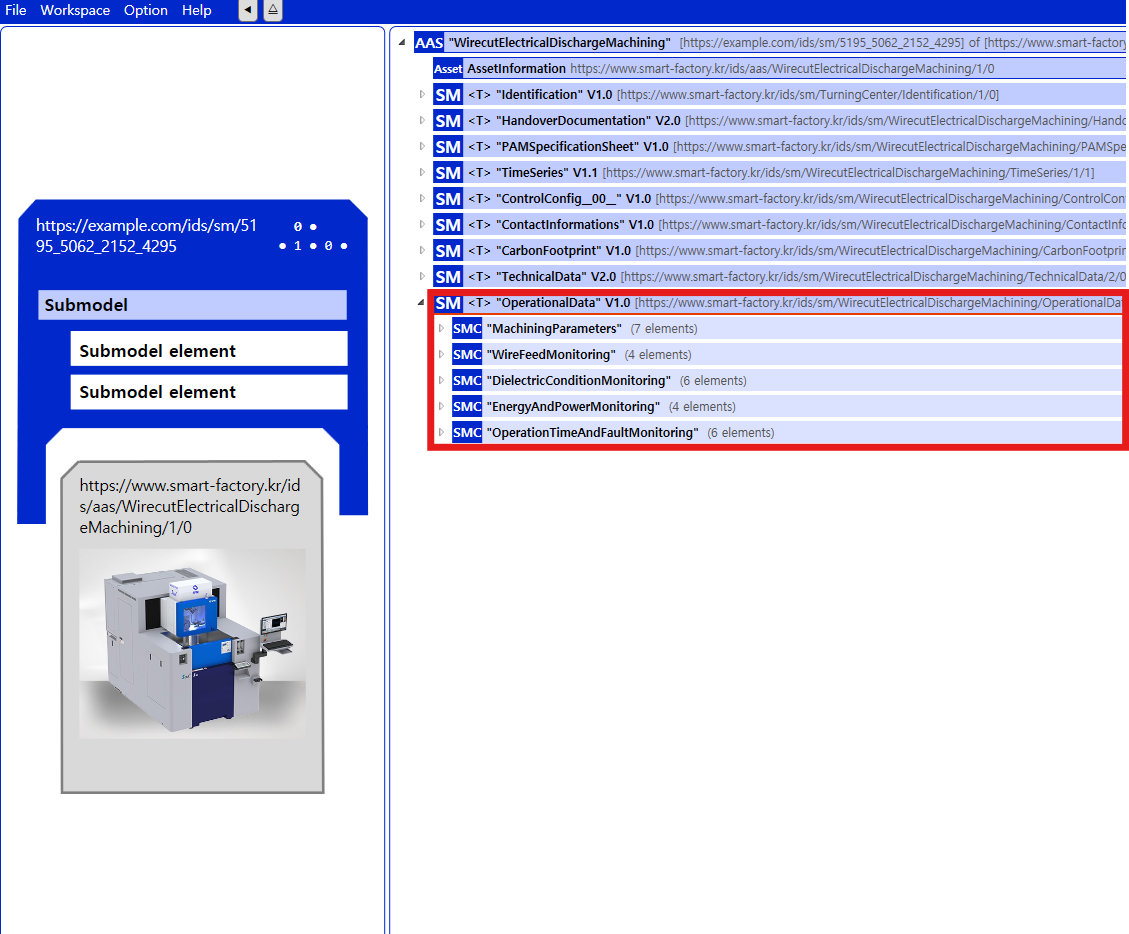 File Workspace Option Help ◄ △
https://example.com/ids/sm/51
95_5062_2152_4295
0 ●
● 1 ● 0 ●
Submodel
Submodel element
Submodel element
https://www.smart-factory.kr/id
s/aas/WirecutElectricalDischarg
eMachining/1/0
AAS "WirecutElectricalDischargeMachining" [https://example.com/ids/sm/5195_5062_2152_4295] of [https://www.smart-factory
Asset AssetInformation https://www.smart-factory.kr/ids/aas/WirecutElectricalDischargeMachining/1/0
SM <T> "Identification" V1.0 [https://www.smart-factory.kr/ids/sm/TurningCenter/Identification/1/0]
SM <T> "HandoverDocumentation" V2.0 [https://www.smart-factory.kr/ids/sm/WirecutElectricalDischargeMachining/Hando
SM <T> "PAMSpecificationSheet" V1.0 [https://www.smart-factory.kr/ids/sm/WirecutElectricalDischargeMachining/PAMSpe
SM <T> "TimeSeries" V1.1 [https://www.smart-factory.kr/ids/sm/WirecutElectricalDischargeMachining/TimeSeries/1/1]
SM <T> "ControlConfig__00__" V1.0 [https://www.smart-factory.kr/ids/sm/WirecutElectricalDischargeMachining/ControlCon
SM <T> "ContactInformations" V1.0 [https://www.smart-factory.kr/ids/sm/WirecutElectricalDischargeMachining/ContactInfo
SM <T> "CarbonFootprint" V1.0 [https://www.smart-factory.kr/ids/sm/WirecutElectricalDischargeMachining/CarbonFootprin
SM <T> "TechnicalData" V2.0 [https://www.smart-factory.kr/ids/sm/WirecutElectricalDischargeMachining/TechnicalData/2/0
SM <T> "OperationalData" V1.0 [https://www.smart-factory.kr/ids/sm/WirecutElectricalDischargeMachining/OperationalDa
SMC "MachiningParameters" (7 elements)
SMC "WireFeedMonitoring" (4 elements)
SMC "DielectricConditionMonitoring" (6 elements)
SMC "EnergyAndPowerMonitoring" (4 elements)
SMC "OperationTimeAndFaultMonitoring" (6 elements)